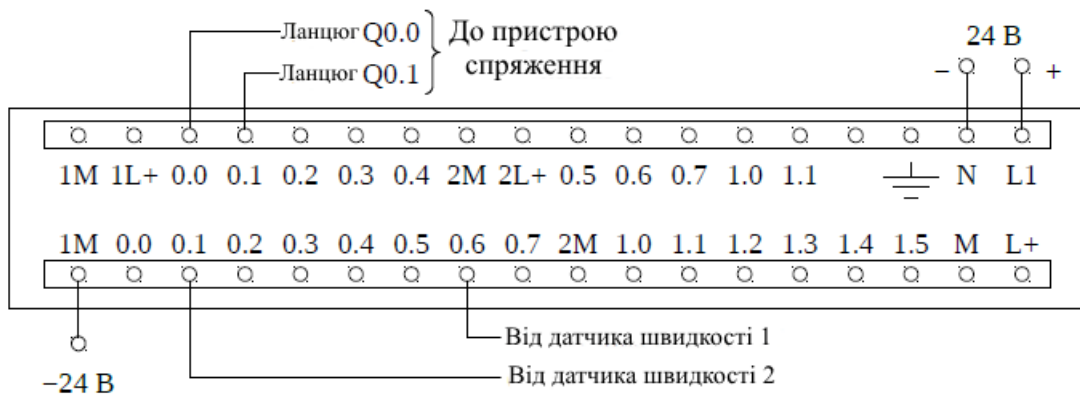 Ланцюг Q0.0
Ланцюг Q0.1
До пристрою
спряження
24 В
− +
1M 1L+ 0.0 0.1 0.2 0.3 0.4 2M 2L+ 0.5 0.6 0.7 1.0 1.1 N L1
1M 0.0 0.1 0.2 0.3 0.4 0.5 0.6 0.7 2M 1.0 1.1 1.2 1.3 1.4 1.5 M L+
Від датчика швидкості 1
Від датчика швидкості 2
−24 В